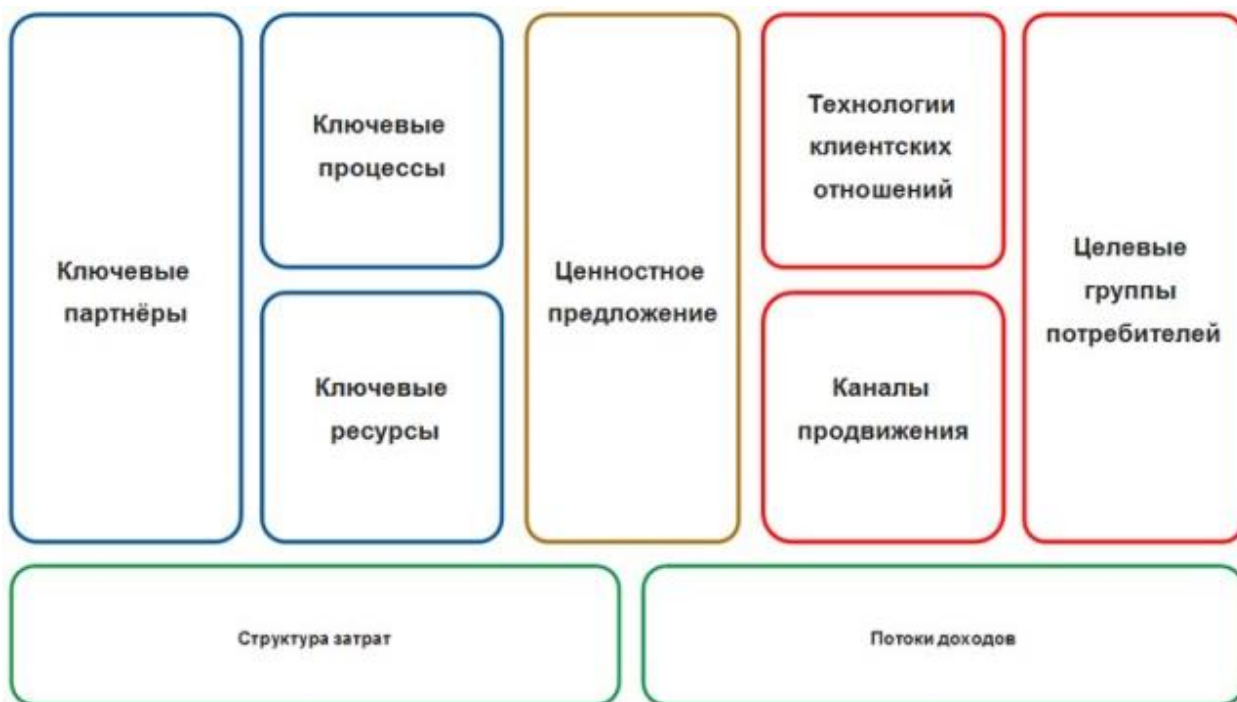 Ключевые
партнёры
Ключевые
процессы
Ключевые
ресурсы
Ценностное
предложение
Технологии
клиентских
отношений
Каналы
продвижения
Целевые
группы
потребителей
Структура затрат
Потоки доходов